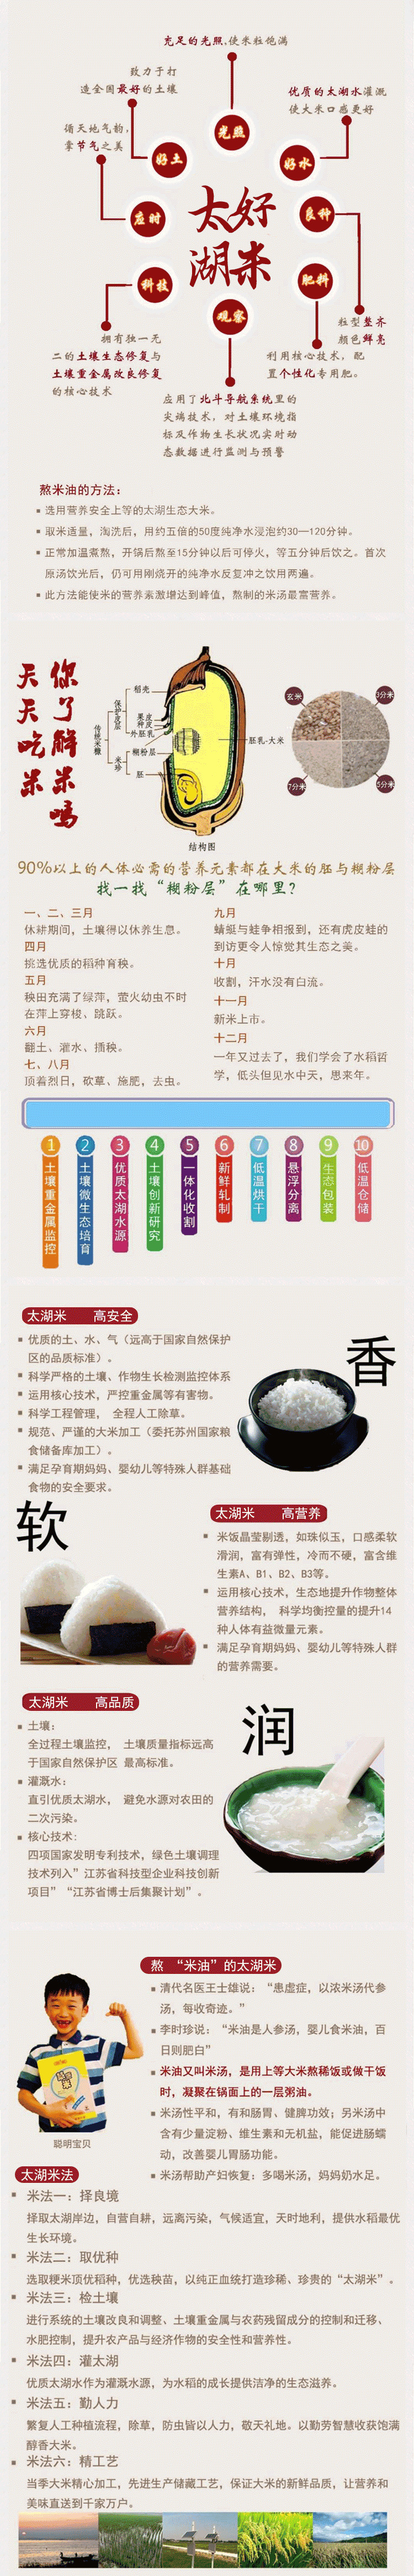 充足的光照,使米粒饱满
致力于打
造全国最好的土壤
优质的太湖水灌溉
使大米口感更好
循天地气物,
掌节气之美
光照
好土
好水
应时
太好
湖米
良种
科技
肥料
观察
粒型整齐
颜色鲜亮
拥有独一无
二的土壤生态修复与
土壤重金属改良修复
的核心技术
利用核心技术，配
置个性化专用肥。
应用了北斗导航系统里的
尖端技术，对土壤环境指
标及作物生长状况实时动
态数据进行监测与预警
熬米油的方法：
选用营养安全上等的太湖生态大米。
取米适量，淘洗后，用约五倍的50度纯净水浸泡约30—120分钟。
正常加温煮熬，开锅后熬至15分钟以后可停火，等五分钟后饮之。首次
原汤饮光后，仍可用刚烧开的纯净水反复冲之饮用两遍。
此方法能使米的营养素激增达到峰值，熬制的米汤最富营养。
你了解米吗
天天吃米
稻壳
保护皮层
果皮
种皮
外胚乳
传统米糠
糊粉层
米珍
胚
胚乳-大米
结构图
玄米
3分米
7分米
5分米
90%以上的人体必需的营养元素都在大米的胚与糊粉层
找一找“糊粉层”在哪里？
一、二、三月
休耕期间，土壤得以休养生息。
四月
挑选优质的稻种育秧。
五月
秧田充满了绿萍，萤火幼虫不时
在萍上穿梭、跳跃。
六月
翻土、灌水、插秧。
七、八月
顶着烈日，砍草、施肥，去虫。
九月
蜻蜓与蛙争相报到，还有虎皮蛙的
到访更令人惊觉其生态之美。
十月
收割，汗水没有白流。
十一月
新米上市。
十二月
一年又过去了，我们学会了水稻哲
学，低头但见水中天，思来年。
1 土壤重金属监控
2 土壤微生态培育
3 优质太湖水源
4 土壤创新研究
5 一体化收割
6 新鲜轧制
7 低温烘干
8 悬浮分离
9 生态包装
10 低温仓储
太湖米 高安全
优质的土、水、气（远高于国家自然保护
区的品质标准）。
科学严格的土壤、作物生长检测监控体系
运用核心技术，严控重金属等有害物。
科学工程管理， 全程人工除草。
规范、严谨的大米加工（委托苏州国家粮
食储备库加工）。
满足孕育期妈妈、婴幼儿等特殊人群基础
食物的安全要求。
香
软
太湖米 高营养
米饭晶莹剔透，如珠似玉，口感柔软
滑润，富有弹性，冷而不硬，富含维
生素A、B1、B2、B3等。
运用核心技术，生态地提升作物整体
营养结构， 科学均衡控量的提升14
种人体有益微量元素。
满足孕育期妈妈、婴幼儿等特殊人群
的营养需要。
太湖米 高品质
土壤：
全过程土壤监控， 土壤质量指标远高
于国家自然保护区 最高标准。
灌溉水：
直引优质太湖水， 避免水源对农田的
二次污染。
核心技术：
四项国家发明专利技术，绿色土壤调理
技术列入”江苏省科技型企业科技创新
项目”“江苏省博士后集聚计划”。
润
熬 “米油”的太湖米
清代名医王士雄说：“患虚症，以浓米汤代参
汤，每收奇迹。”
李时珍说：“米油是人参汤，婴儿食米油，百
日则肥白”
米油又叫米汤，是用上等大米熬稀饭或做干饭
时，凝聚在锅面上的一层粥油。
米汤性平和，有和肠胃、健脾功效；另米汤中
含有少量淀粉、维生素和无机盐，能促进肠蠕
动，改善婴儿胃肠功能。
米汤帮助产妇恢复：多喝米汤，妈妈奶水足。
聪明宝贝
太湖米法
米法一：择良境
择取太湖岸边，自营自耕，远离污染，气候适宜，天时地利，提供水稻最优
生长环境。
米法二：取优种
选取粳米顶优稻种，优选秧苗，以纯正血统打造珍稀、珍贵的“太湖米”。
米法三：检土壤
进行系统的土壤改良和调整、土壤重金属与农药残留成分的控制和迁移、
水肥控制，提升农产品与经济作物的安全性和营养性。
米法四：灌太湖
优质太湖水作为灌溉水源，为水稻的成长提供洁净的生态滋养。
米法五：勤人力
繁复人工种植流程，除草，防虫皆以人力，敬天礼地。以勤劳智慧收获饱满
醇香大米。
米法六：精工艺
当季大米精心加工，先进生产储藏工艺，保证大米的新鲜品质，让营养和
美味直送到千家万户。